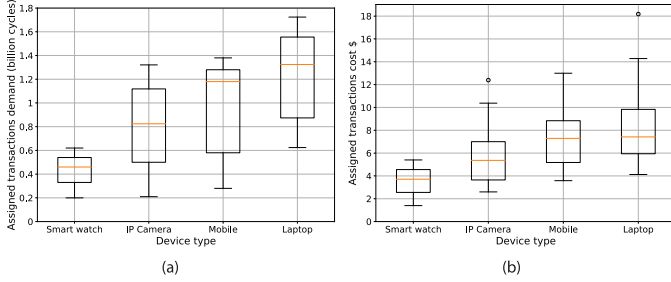 Assigned transactions demand (billion cycles)
1.8
1.6
1.4
1.2
1
0.8
0.6
0.4
0.2
0
Smart watch IP Camera Mobile Laptop
Device type
(a)
Assigned transactions cost $
18
16
14
12
10
8
6
4
2
0
Smart watch IP Camera Mobile Laptop
Device type
(b)